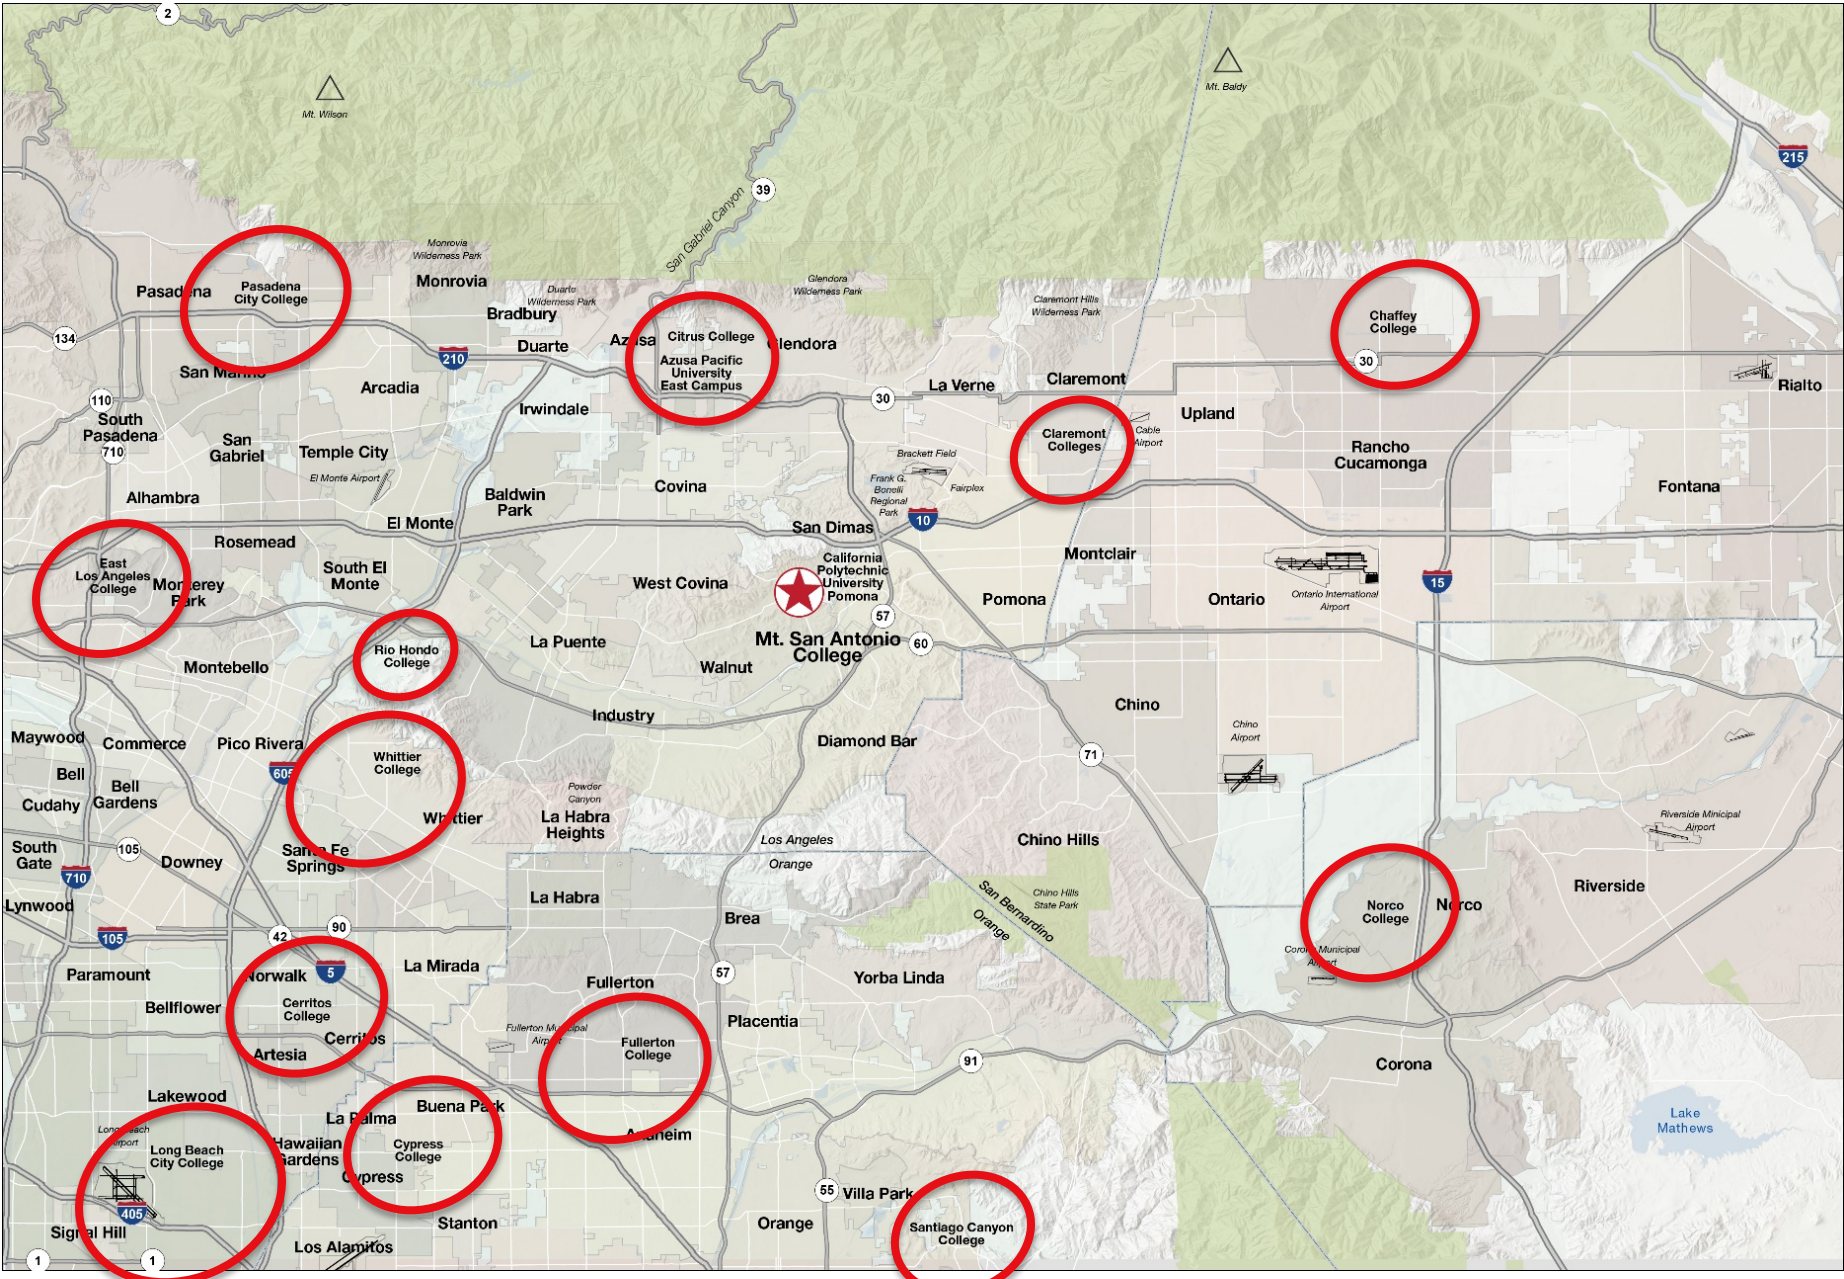 2
Mt. Wilson
Mt. Baldy
215
39
San Gabriel Canyon
Monrovia
Wilderness Park
Monrovia
Pasadena
Pasadena
City College
Duarte
Wilderness Park
Bradbury
Glendora
Wilderness Park
Claremont Hills
Wilderness Park
Chaffey
College
134
210
Duarte
Azusa
Citrus College
Glendora
Azusa Pacific
University
East Campus
30
San Marino
Arcadia
La Verne
Claremont
Rialto
110
30
South
Pasadena
Irwindale
Upland
710
San
Gabriel
Temple City
El Monte Airport
Claremont
Colleges
Cable
Airport
Rancho
Cucamonga
Brackett Field
Fairplex
Frank G.
Bonelli
Regional
Park
Alhambra
Baldwin
Park
Covina
Fontana
El Monte
San Dimas
10
Rosemead
East
Los Angeles
College
Monterey
Park
South El
Monte
West Covina
California
Polytechnic
University
Pomona
Montclair
Pomona
Ontario
Ontario International
Airport
15
57
Mt. San Antonio
College
60
La Puente
Walnut
Rio Hondo
College
Montebello
Industry
Chino
Chino
Airport
Maywood
Commerce
Pico Rivera
Diamond Bar
71
Bell
605
Whittier
College
Cudahy
Bell
Gardens
Whittier
Powder
Canyon
La Habra
Heights
Los Angeles
Orange
Chino Hills
Riverside Minicipal
Airport
South
Gate
105
Downey
Santa Fe
Springs
710
Lynwood
La Habra
Brea
San Bernardino
Orange
Chino Hills
State Park
Norco
College
Norco
Riverside
Corona Municipal
Airport
105
42
90
Paramount
Norwalk
5
La Mirada
Fullerton
57
Yorba Linda
Bellflower
Cerritos
College
Cerritos
Artesia
Fullerton Municipal
Airport
Fullerton
College
Placentia
91
Corona
Lakewood
La Palma
Buena Park
Anaheim
Lake
Mathews
Long Beach
Airport
Long Beach
City College
Hawaiian
Gardens
Cypress
College
Cypress
405
Signal Hill
Stanton
55
Villa Park
Orange
Santiago Canyon
College
Los Alamitos
1
1